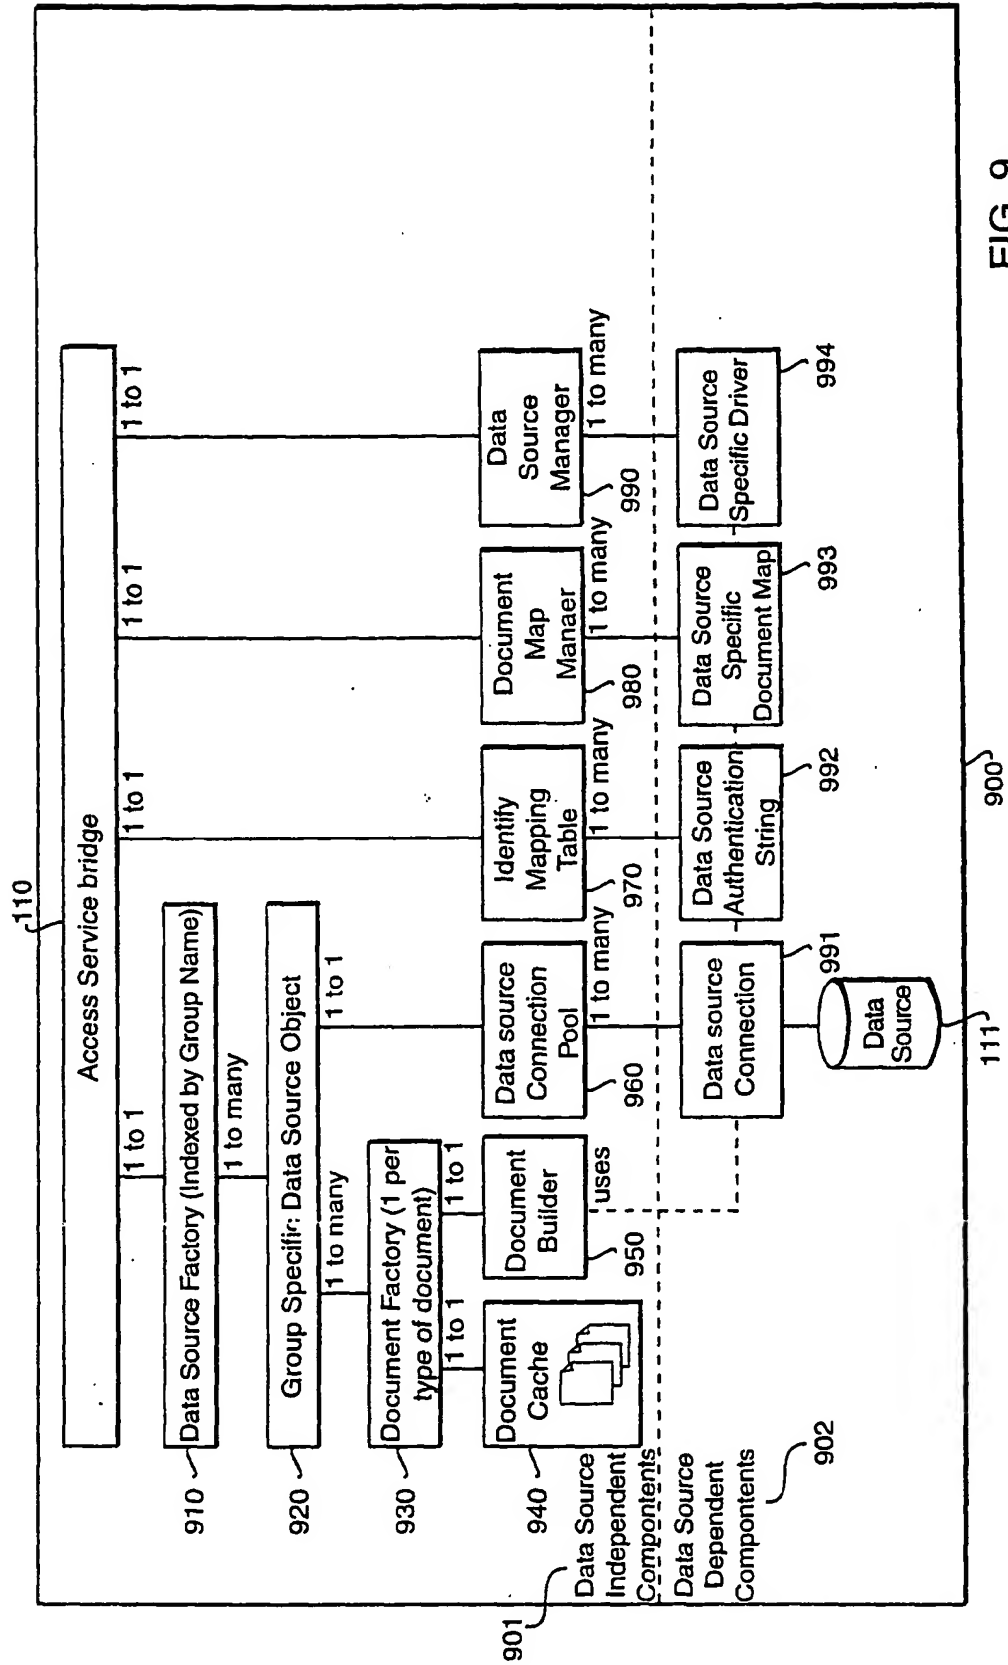 110
Access Service bridge
1 to 1
1 to 1
1 to 1
1 to 1
910
Data Source Factory (Indexed by Group Name)
1 to many
920
Group Specific: Data Source Object
1 to many
1 to 1
930
Document Factory (1 per
type of document)
1 to 1
1 to 1
940
Document
Cache
Document
Builder
950
uses
Data source
Connection
Pool
960
1 to many
Identify
Mapping
Table
970
1 to many
Document
Map
Manaer
980
1 to many
Data
Source
Manager
990
1 to many
901
Data Source
Independent
Compontents
Data Source
Dependent
Compontents
902
Data source
Connection
991
Data Source
Authentication
String
992
Data Source
Specific
Document Map
993
Data Source
Specific Driver
994
Data
Source
111
900
FIG. 9